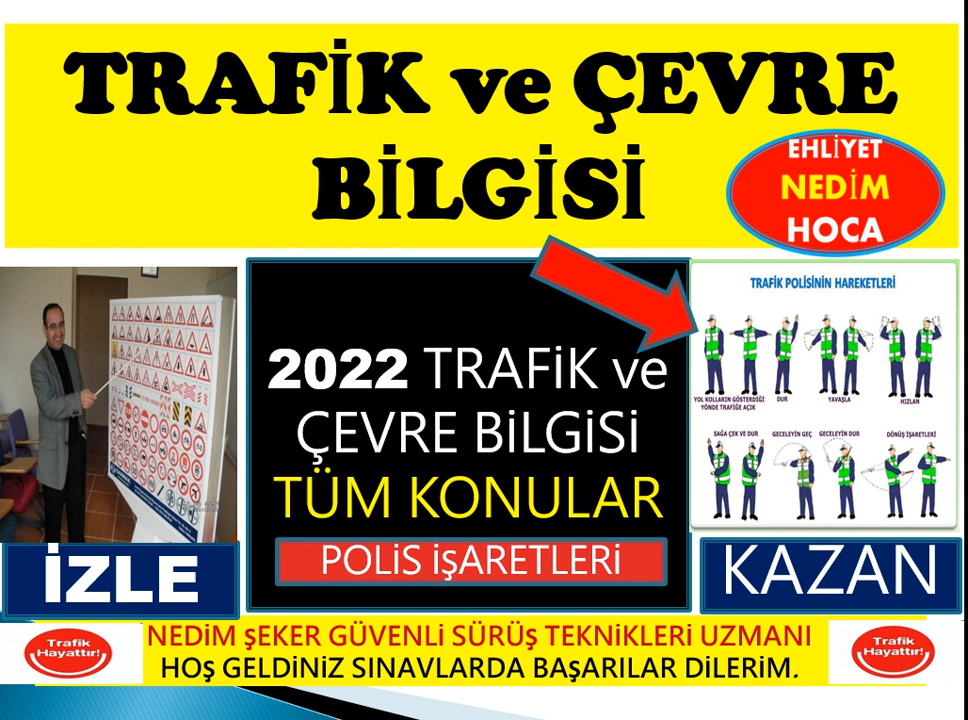 TRAFİK ve ÇEVRE
BİLGİSİ
EHLİYET
NEDİM
HOCA
TRAFİK POLİSİNİN HAREKETLERİ
2022 TRAFİK ve
ÇEVRE BİLGİSİ
TÜM KONULAR
POLİS İŞARETLERİ
YOL KOLLARIN GÖSTERDİĞİ
YÖNDE TRAFİĞE AÇIK
DUR
YAVAŞLA
HIZLAN
SAĞA ÇEK VE DUR
GECELEYİN GEÇ
GECELEYİN DUR
DÖNÜŞ İŞARETLERİ
İZLE
KAZAN
Trafik
Hayattır!
NEDİM ŞEKER GÜVENLİ SÜRÜŞ TEKNİKLERİ UZMANI
HOŞ GELDİNİZ SINAVLARDA BAŞARILAR DİLERİM.
Trafik
Hayattır!